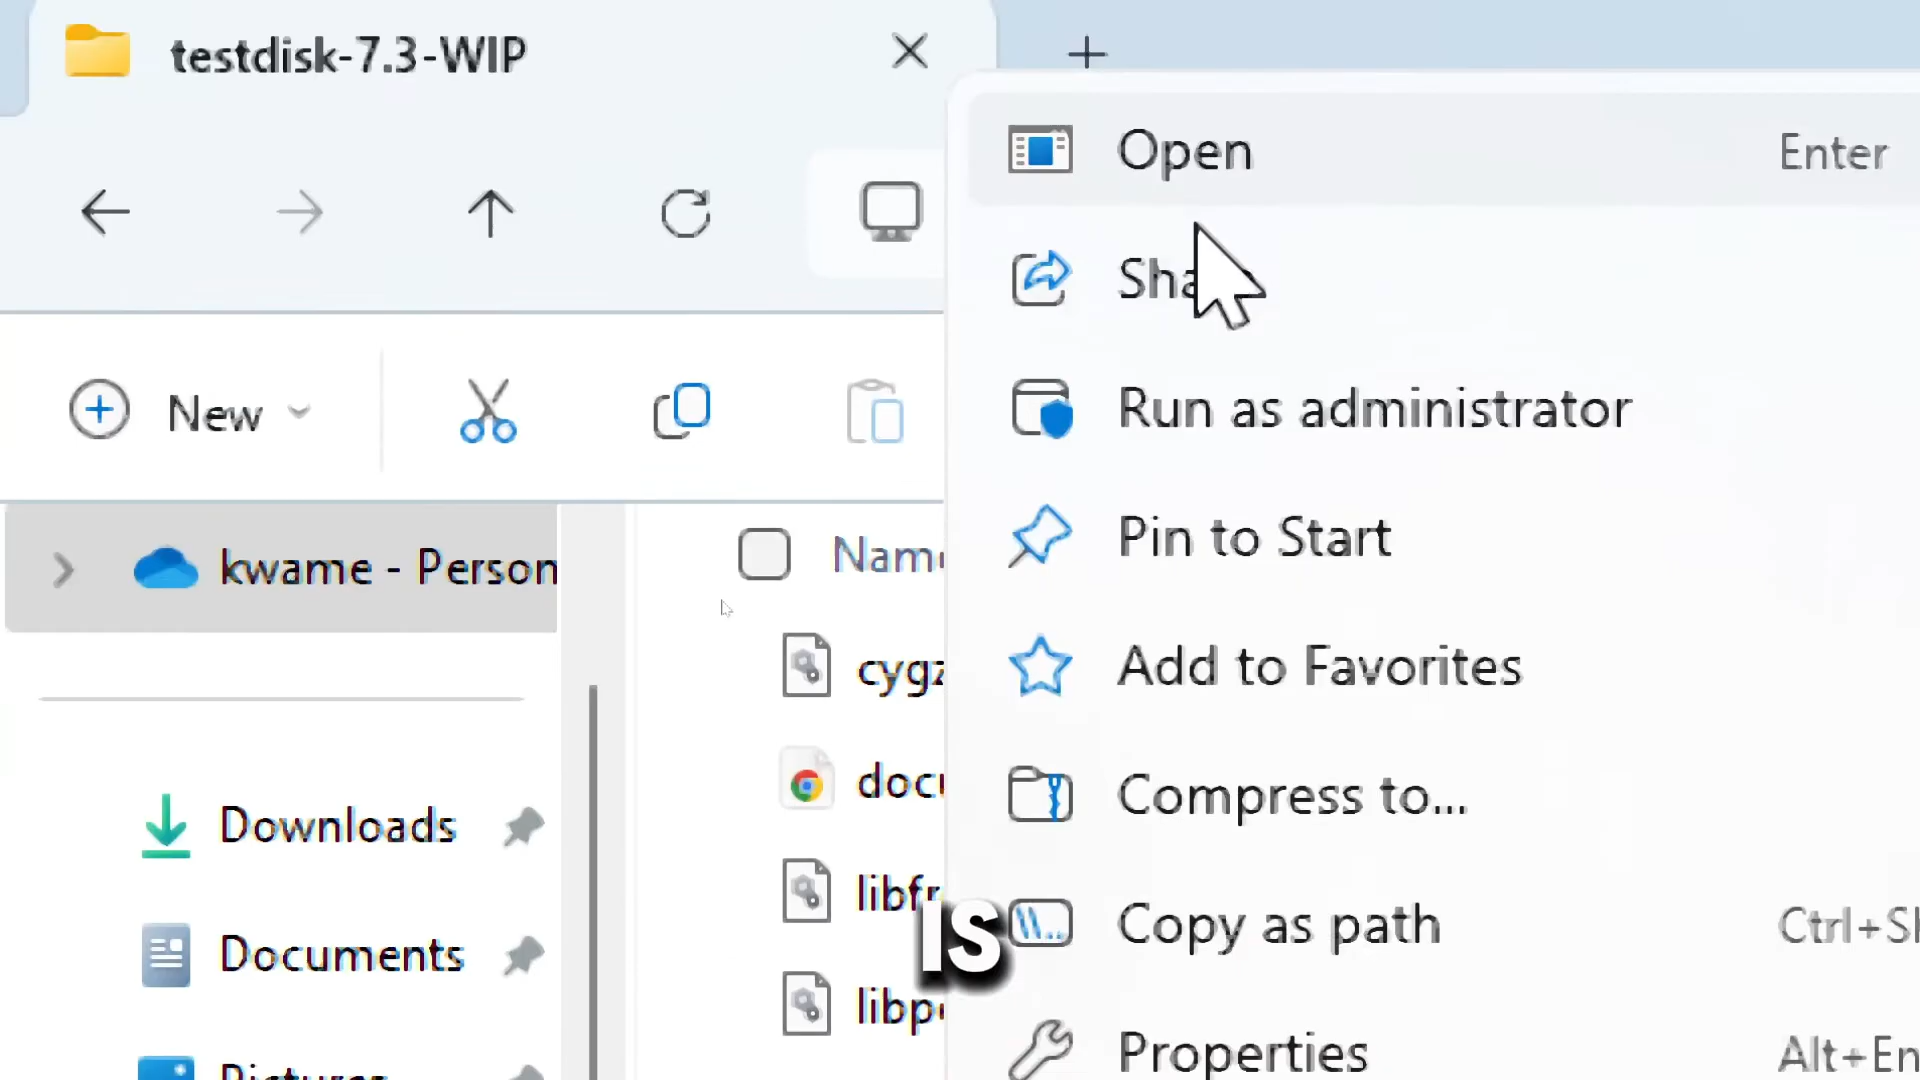 testdisk-7.3-WIP
Open Enter
Run as administrator
New
Pin to Start
kwame - Person
Add to Favorites
Compress to...
Downloads
Copy as path
IS
Documents
Properties